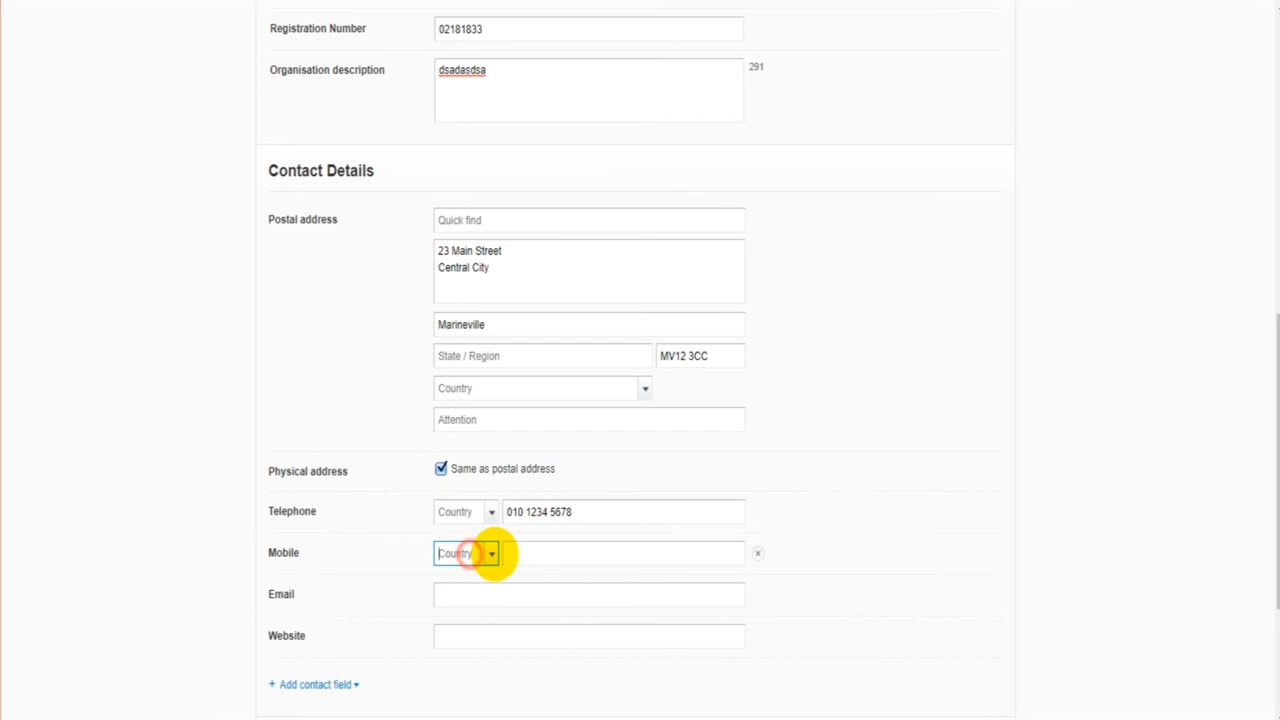 Registration Number
02181833
Organisation description
dsadasdsa
291
Contact Details
Postal address
Quick find
23 Main Street
Central City
Marineville
State / Region
MV12 3CC
Country
Attention
Physical address
Same as postal address
Telephone
Country
010 1234 5678
Mobile
Country
Email
Website
+ Add contact field